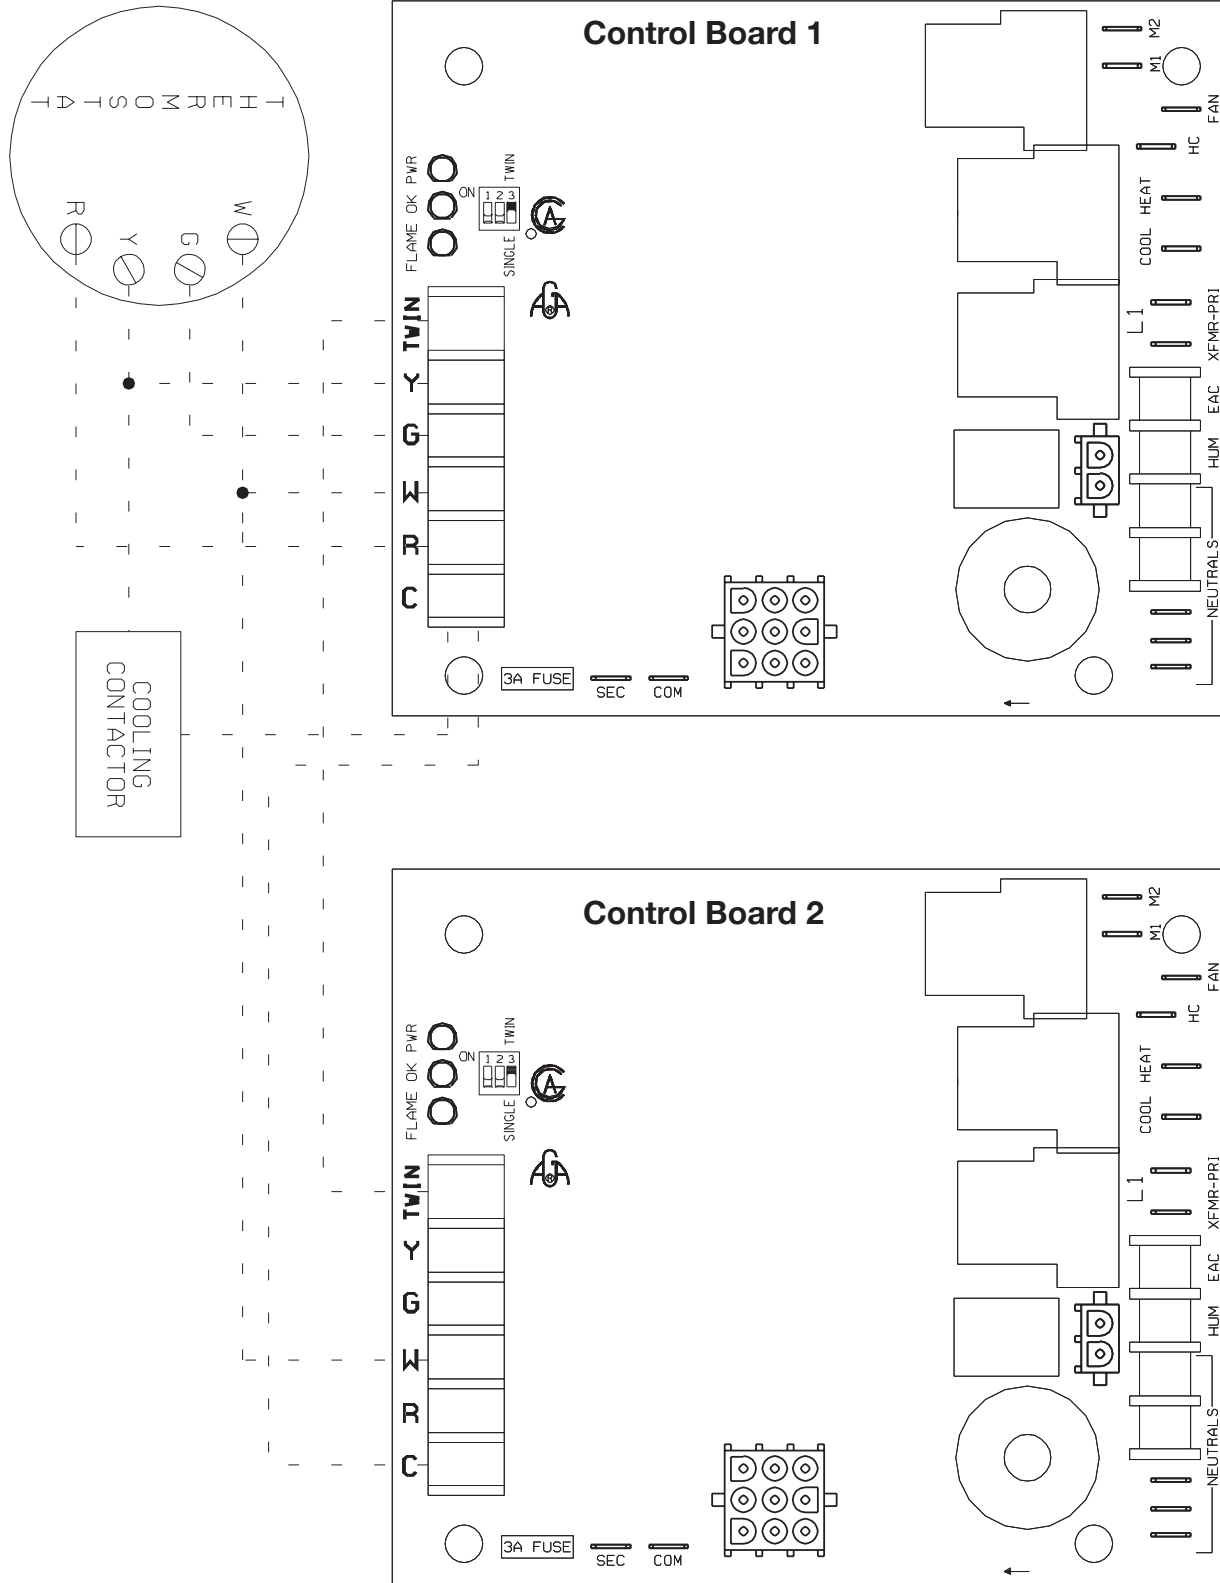 Control Board 1
THERMOSTAT
R
Y
G
W
FLAME OK PWR
ON
1 2 3
TWIN
SINGLE
TWIN
Y
G
W
R
C
3A FUSE
SEC
COM
M2
M1
FAN
HC
COOL HEAT
L1
XFMR-PRI
EAC
HUM
NEUTRALS
COOLING
CONTACTOR
Control Board 2
FLAME OK PWR
ON
1 2 3
TWIN
SINGLE
TWIN
Y
G
W
R
C
3A FUSE
SEC
COM
M2
M1
FAN
HC
COOL HEAT
L1
XFMR-PRI
EAC
HUM
NEUTRALS